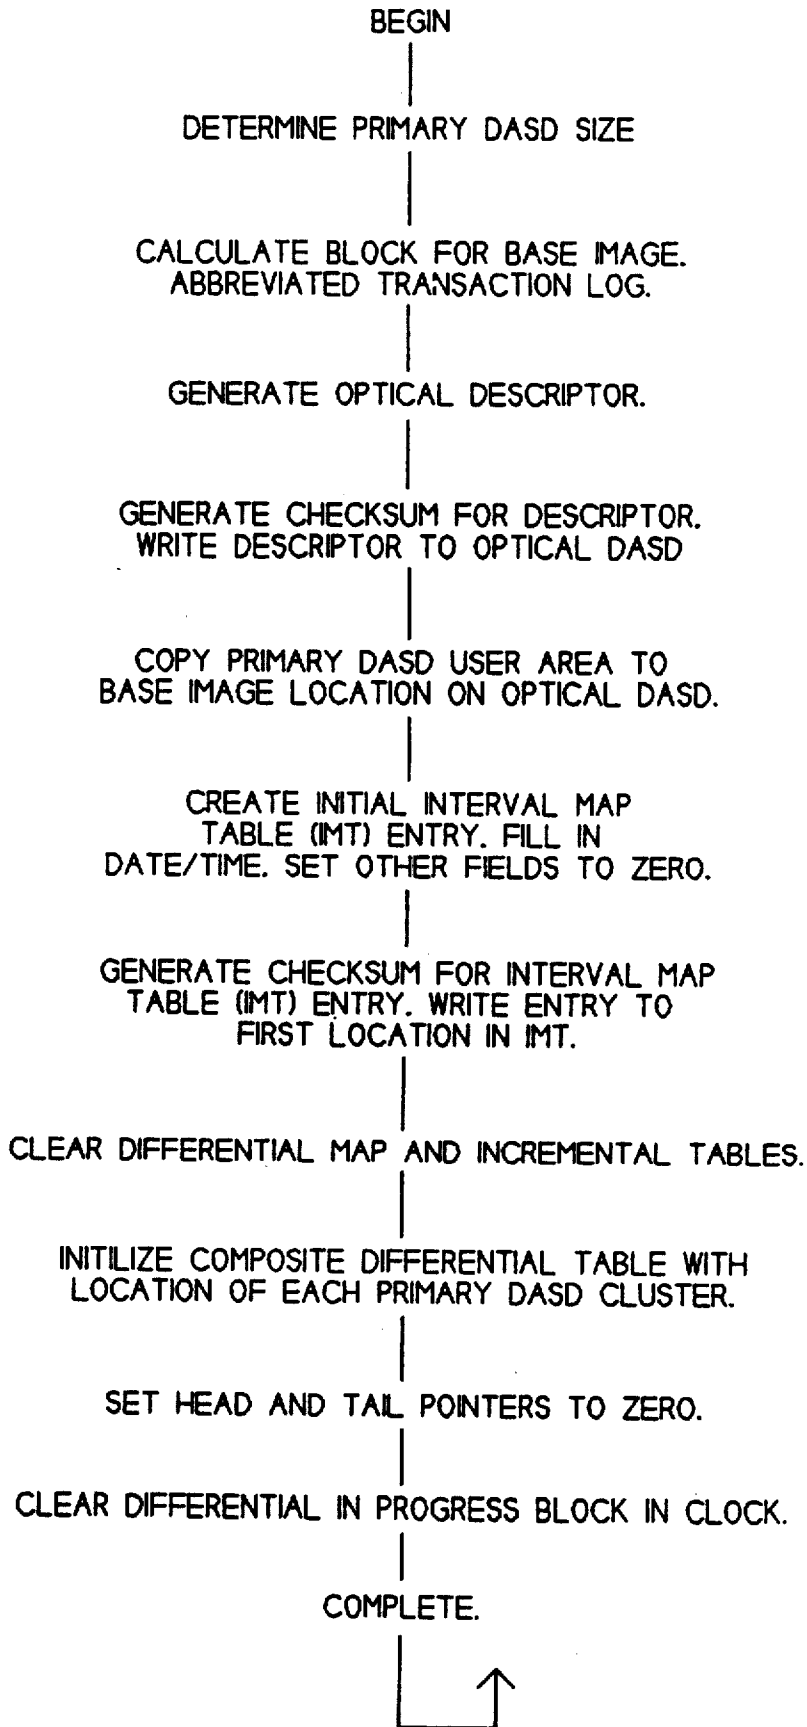 BEGIN
DETERMINE PRIMARY DASD SIZE
CALCULATE BLOCK FOR BASE IMAGE.
ABBREVIATED TRANSACTION LOG.
GENERATE OPTICAL DESCRIPTOR.
GENERATE CHECKSUM FOR DESCRIPTOR.
WRITE DESCRIPTOR TO OPTICAL DASD
COPY PRIMARY DASD USER AREA TO
BASE IMAGE LOCATION ON OPTICAL DASD.
CREATE INITIAL INTERVAL MAP
TABLE (IMT) ENTRY. FILL IN
DATE/TIME. SET OTHER FIELDS TO ZERO.
GENERATE CHECKSUM FOR INTERVAL MAP
TABLE (IMT) ENTRY. WRITE ENTRY TO
FIRST LOCATION IN IMT.
CLEAR DIFFERENTIAL MAP AND INCREMENTAL TABLES.
INITILIZE COMPOSITE DIFFERENTIAL TABLE WITH
LOCATION OF EACH PRIMARY DASD CLUSTER.
SET HEAD AND TAIL POINTERS TO ZERO.
CLEAR DIFFERENTIAL IN PROGRESS BLOCK IN CLOCK.
COMPLETE.